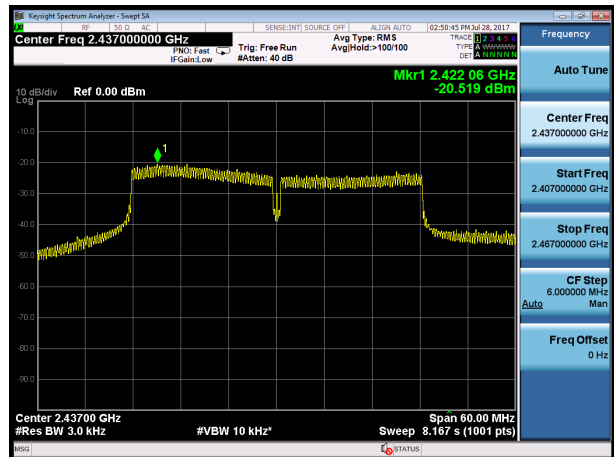 Keysight Spectrum Analyzer - Swept SA
RF 50 Ω AC SENSE:INT SOURCE OFF ALIGN AUTO 02:50:45 PM Jul 28, 2017
Center Freq 2.437000000 GHz
PNO: Fast
IFGain:Low
Trig: Free Run
#Atten: 40 dB
Avg Type: RMS
Avg|Hold:>100/100
TRACE 1 2 3 4 5 6
TYPE A WWWWW
DET A N N N N N
Frequency
Mkr1 2.422 06 GHz
-20.519 dBm
10 dB/div Ref 0.00 dBm
Log
1
-10.0
-20.0
-30.0
-40.0
-50.0
-60.0
-70.0
-80.0
-90.0
Center 2.43700 GHz Span 60.00 MHz
#Res BW 3.0 kHz #VBW 10 kHz* Sweep 8.167 s (1001 pts)
MSG STATUS
Auto Tune
Center Freq
2.437000000 GHz
Start Freq
2.407000000 GHz
Stop Freq
2.467000000 GHz
CF Step
6.000000 MHz
Auto Man
Freq Offset
0 Hz